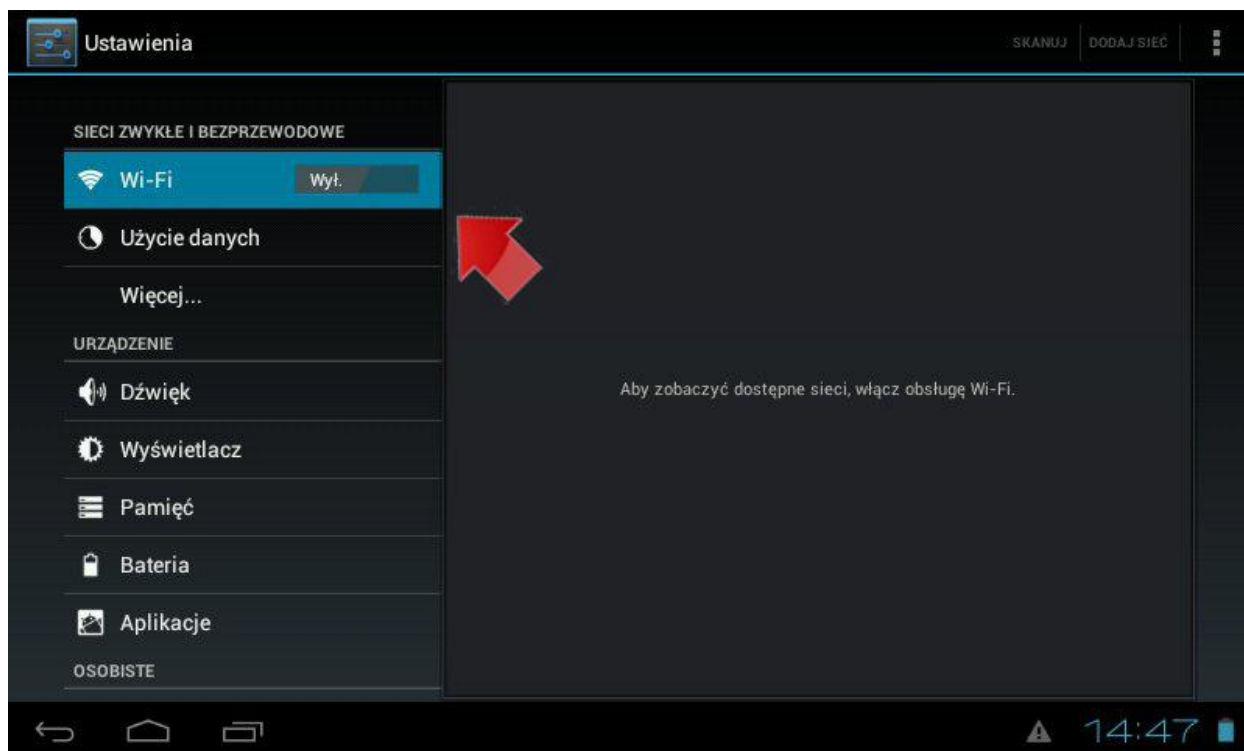 Ustawienia
SKANUJ
DODAJ SIEĆ
SIECI ZWYKŁE I BEZPRZEWODOWE
Wi-Fi
Wył.
Użycie danych
Więcej...
URZĄDZENIE
Dźwięk
Wyświetlacz
Pamięć
Bateria
Aplikacje
OSOBISTE
Aby zobaczyć dostępne sieci, włącz obsługę Wi-Fi.
14:47